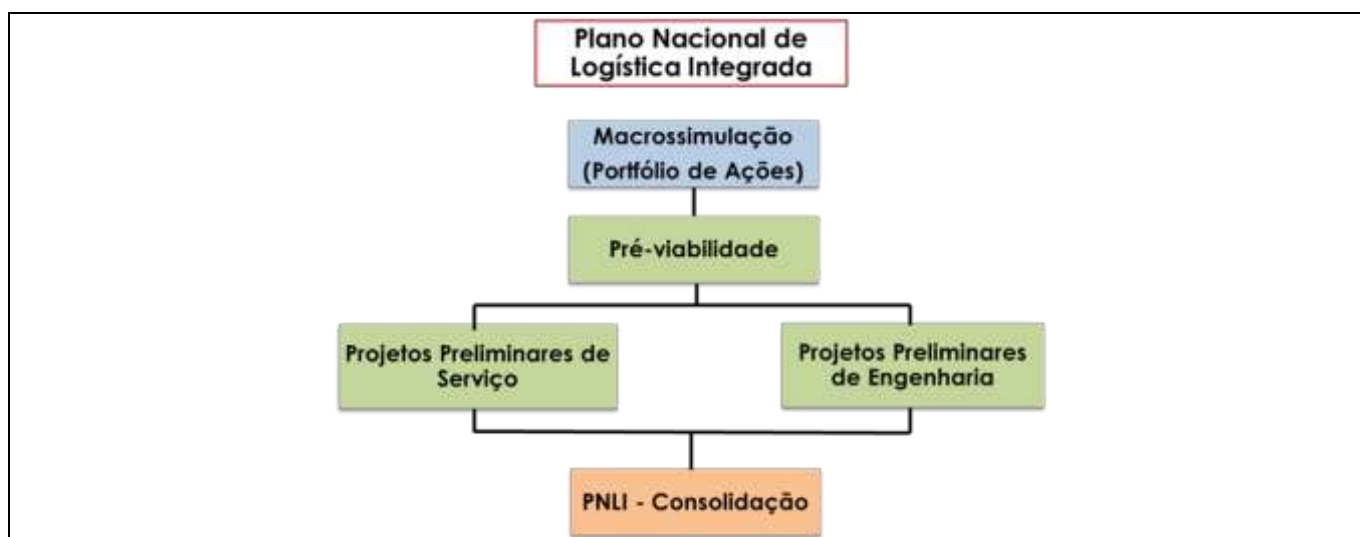 Plano Nacional de
Logística Integrada
Macrossimulação
(Portfólio de Ações)
Pré-viabilidade
Projetos Preliminares de
Serviço
Projetos Preliminares
de Engenharia
PNLI - Consolidação